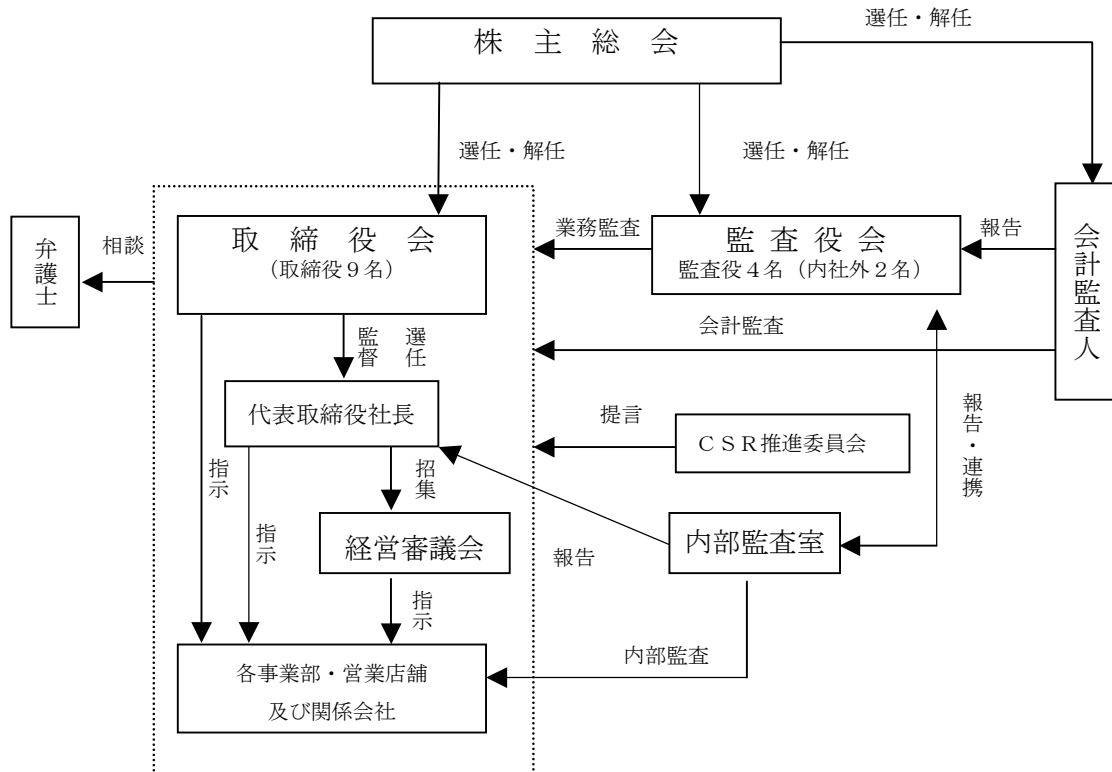 選任・解任
株　主　総　会
選任・解任
選任・解任
取　締　役　会
（取締役９名）
業務監査
監 査 役 会
監査役４名（内社外２名）
報告
会計監査人
弁護士
相談
会計監査
監督
選任
代表取締役社長
提言
ＣＳＲ推進委員会
報告・連携
指示
指示
招集
経営審議会
報告
内部監査室
指示
内部監査
各事業部・営業店舗
及び関係会社